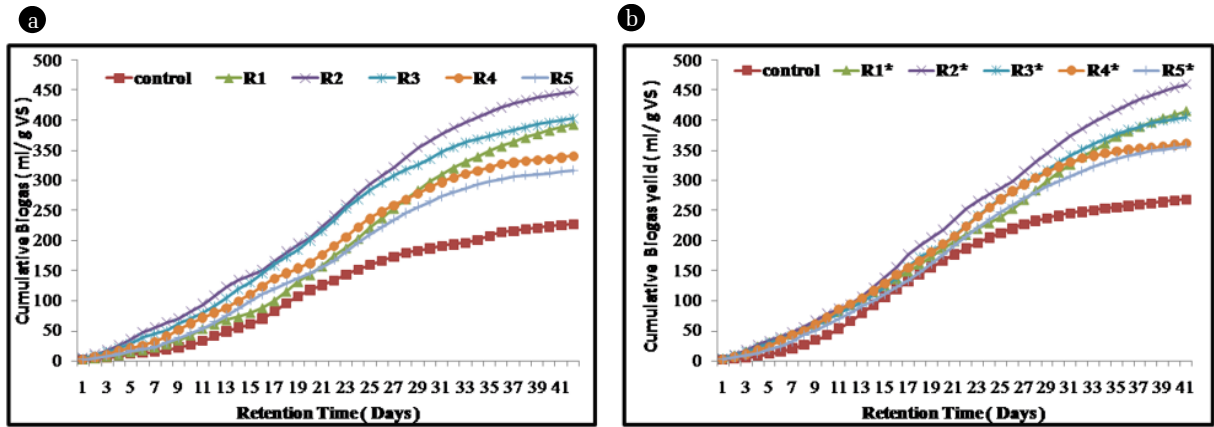 a
Cumulative Biogas ( ml/ g VS )
500
450
400
350
300
250
200
150
100
50
0
control R1 R2 R3 R4 R5
1 3 5 7 9 11 13 15 17 19 21 23 25 27 29 31 33 35 37 39 41
Retention Time ( Days )
b
Cumulative Biogas yelid ( ml/ g VS )
500
450
400
350
300
250
200
150
100
50
0
control R1* R2* R3* R4* R5*
1 3 5 7 9 11 13 15 17 19 21 23 25 27 29 31 33 35 37 39 41
Retention Time ( Days )